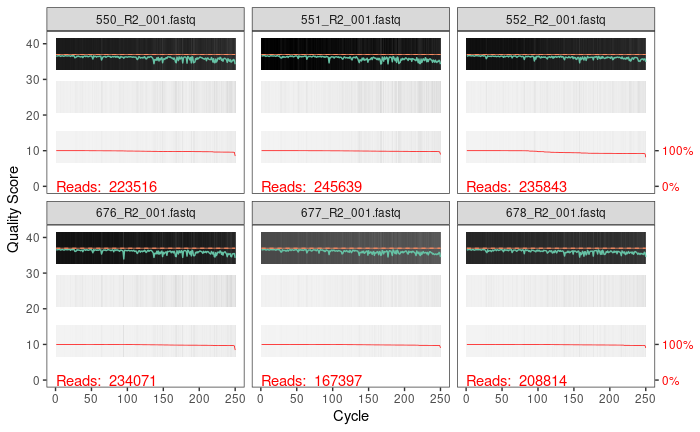 550_R2_001.fastq 551_R2_001.fastq 552_R2_001.fastq
40
30
20
10 100%
0 0%
Reads: 223516 Reads: 245639 Reads: 235843
Quality Score
676_R2_001.fastq 677_R2_001.fastq 678_R2_001.fastq
40
30
20
10 100%
0 0%
Reads: 234071 Reads: 167397 Reads: 208814
0 50 100 150 200 250 0 50 100 150 200 250 0 50 100 150 200 250
Cycle